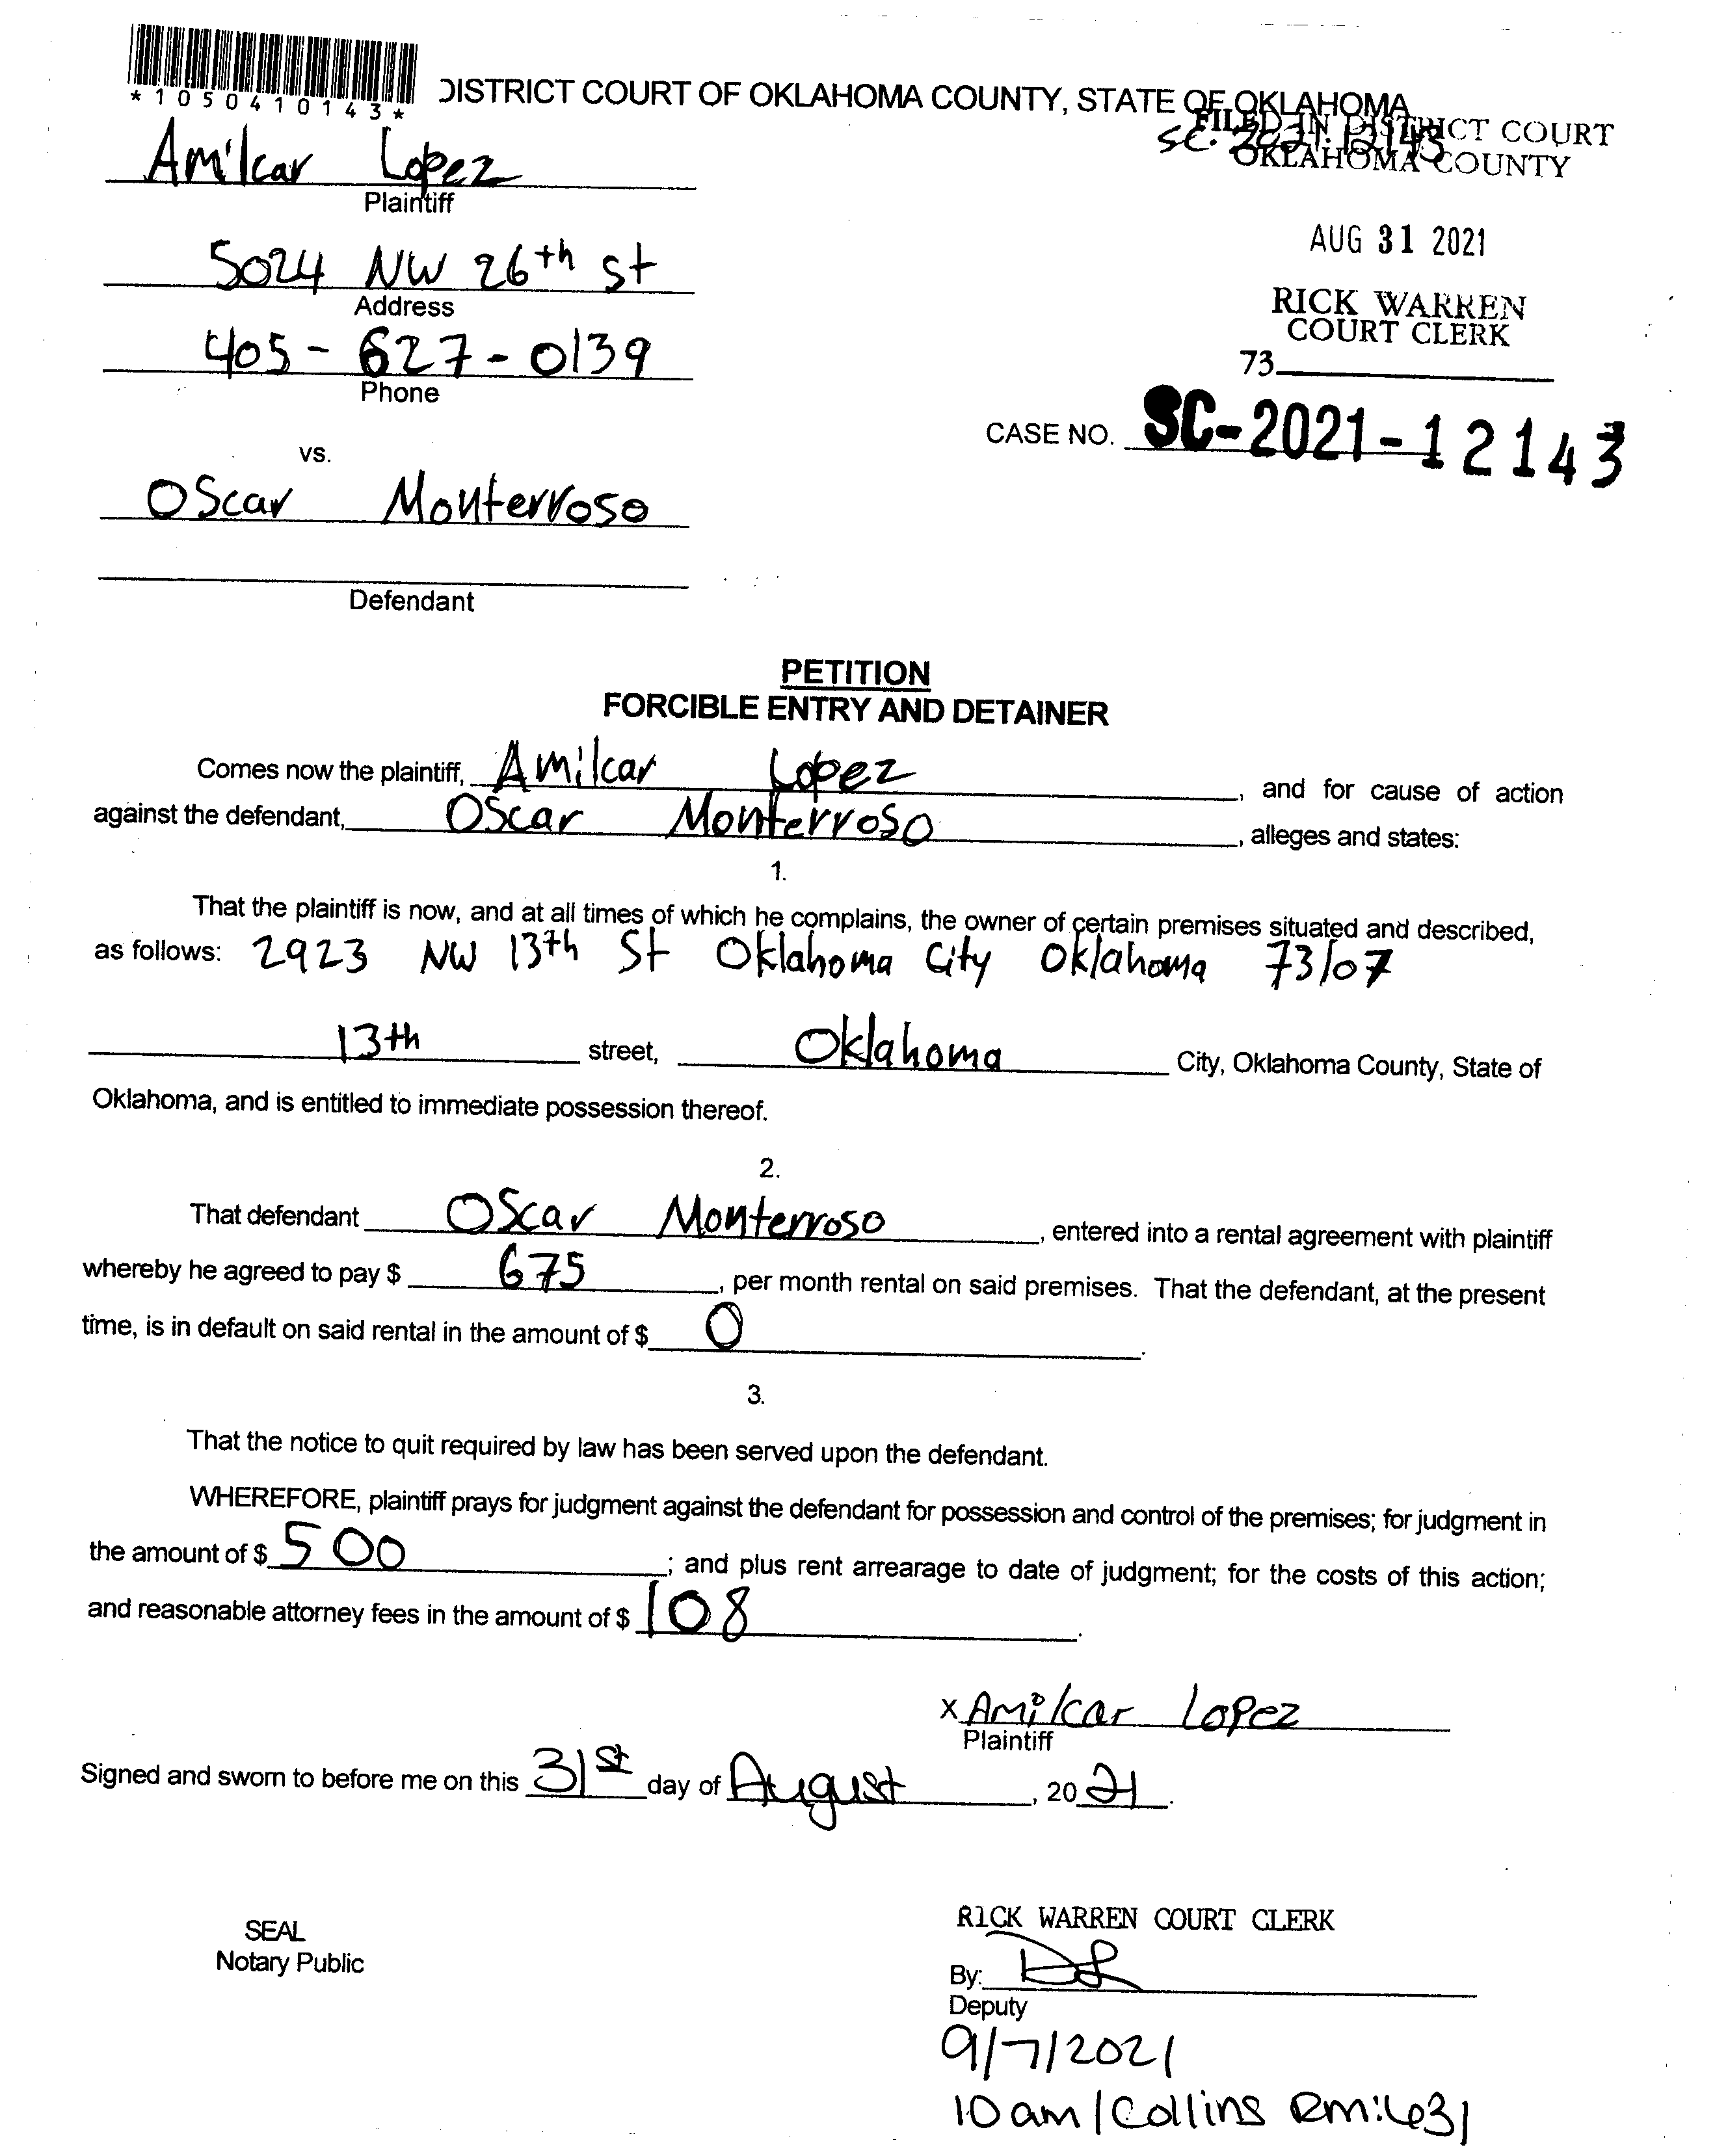 *1050410143*
DISTRICT COURT OF OKLAHOMA COUNTY, STATE OF OKLAHOMA
FILED IN DISTRICT COURT
OKLAHOMA COUNTY
SC-2021-12143
Amilcar Lopez
Plaintiff
AUG 31 2021
5024 NW 26th St
Address
RICK WARREN
COURT CLERK
405-627-0139
Phone
73
CASE NO. SC-2021-12143
vs.
Oscar Monterroso
Defendant
PETITION
FORCIBLE ENTRY AND DETAINER
Comes now the plaintiff, Amilcar Lopez, and for cause of action
against the defendant, Oscar Monterroso, alleges and states:
1.
That the plaintiff is now, and at all times of which he complains, the owner of certain premises situated and described,
as follows: 2923 NW 13th St Oklahoma City Oklahoma 73107
13th street, Oklahoma City, Oklahoma County, State of
Oklahoma, and is entitled to immediate possession thereof.
2.
That defendant Oscar Monterroso, entered into a rental agreement with plaintiff
whereby he agreed to pay $ 675, per month rental on said premises. That the defendant, at the present
time, is in default on said rental in the amount of $ 0.
3.
That the notice to quit required by law has been served upon the defendant.
WHEREFORE, plaintiff prays for judgment against the defendant for possession and control of the premises; for judgment in
the amount of $ 500; and plus rent arrearage to date of judgment; for the costs of this action;
and reasonable attorney fees in the amount of $ 108.
x Amilcar Lopez
Plaintiff
Signed and sworn to before me on this 31st day of August, 2021.
SEAL
Notary Public
RICK WARREN COURT CLERK
By:
Deputy
9/7/2021
10am/Collins Rm:431